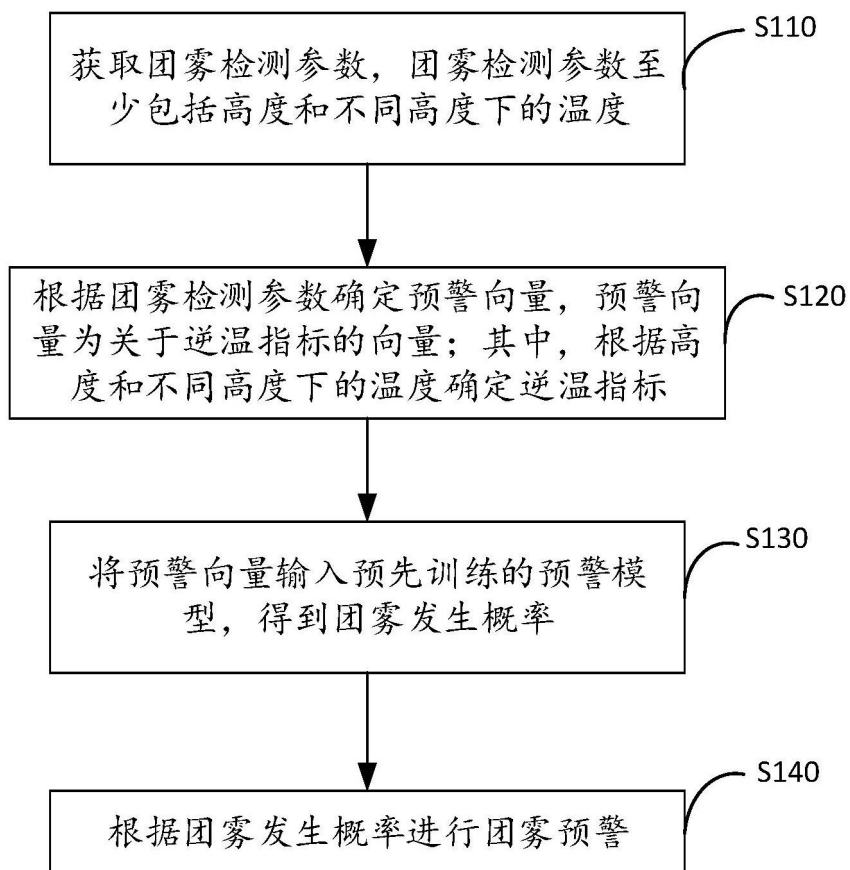 S110
获取团雾检测参数，团雾检测参数至
少包括高度和不同高度下的温度
S120
根据团雾检测参数确定预警向量，预警向
量为关于逆温指标的向量；其中，根据高
度和不同高度下的温度确定逆温指标
S130
将预警向量输入预先训练的预警模
型，得到团雾发生概率
S140
根据团雾发生概率进行团雾预警